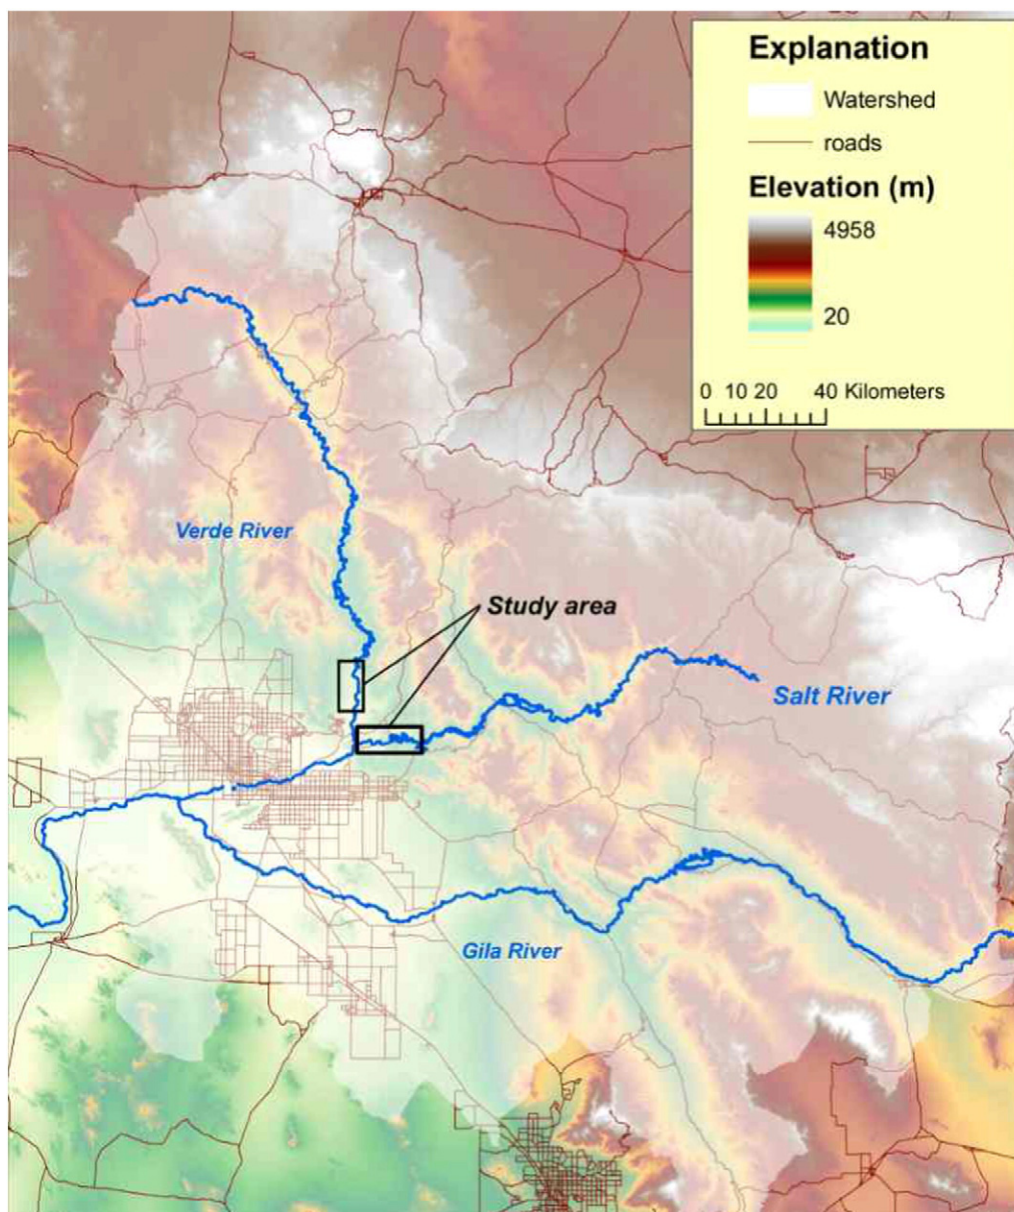 Explanation
Watershed
roads
Elevation (m)
4958
20
0 10 20 40 Kilometers
Verde River
Study area
Salt River
Gila River